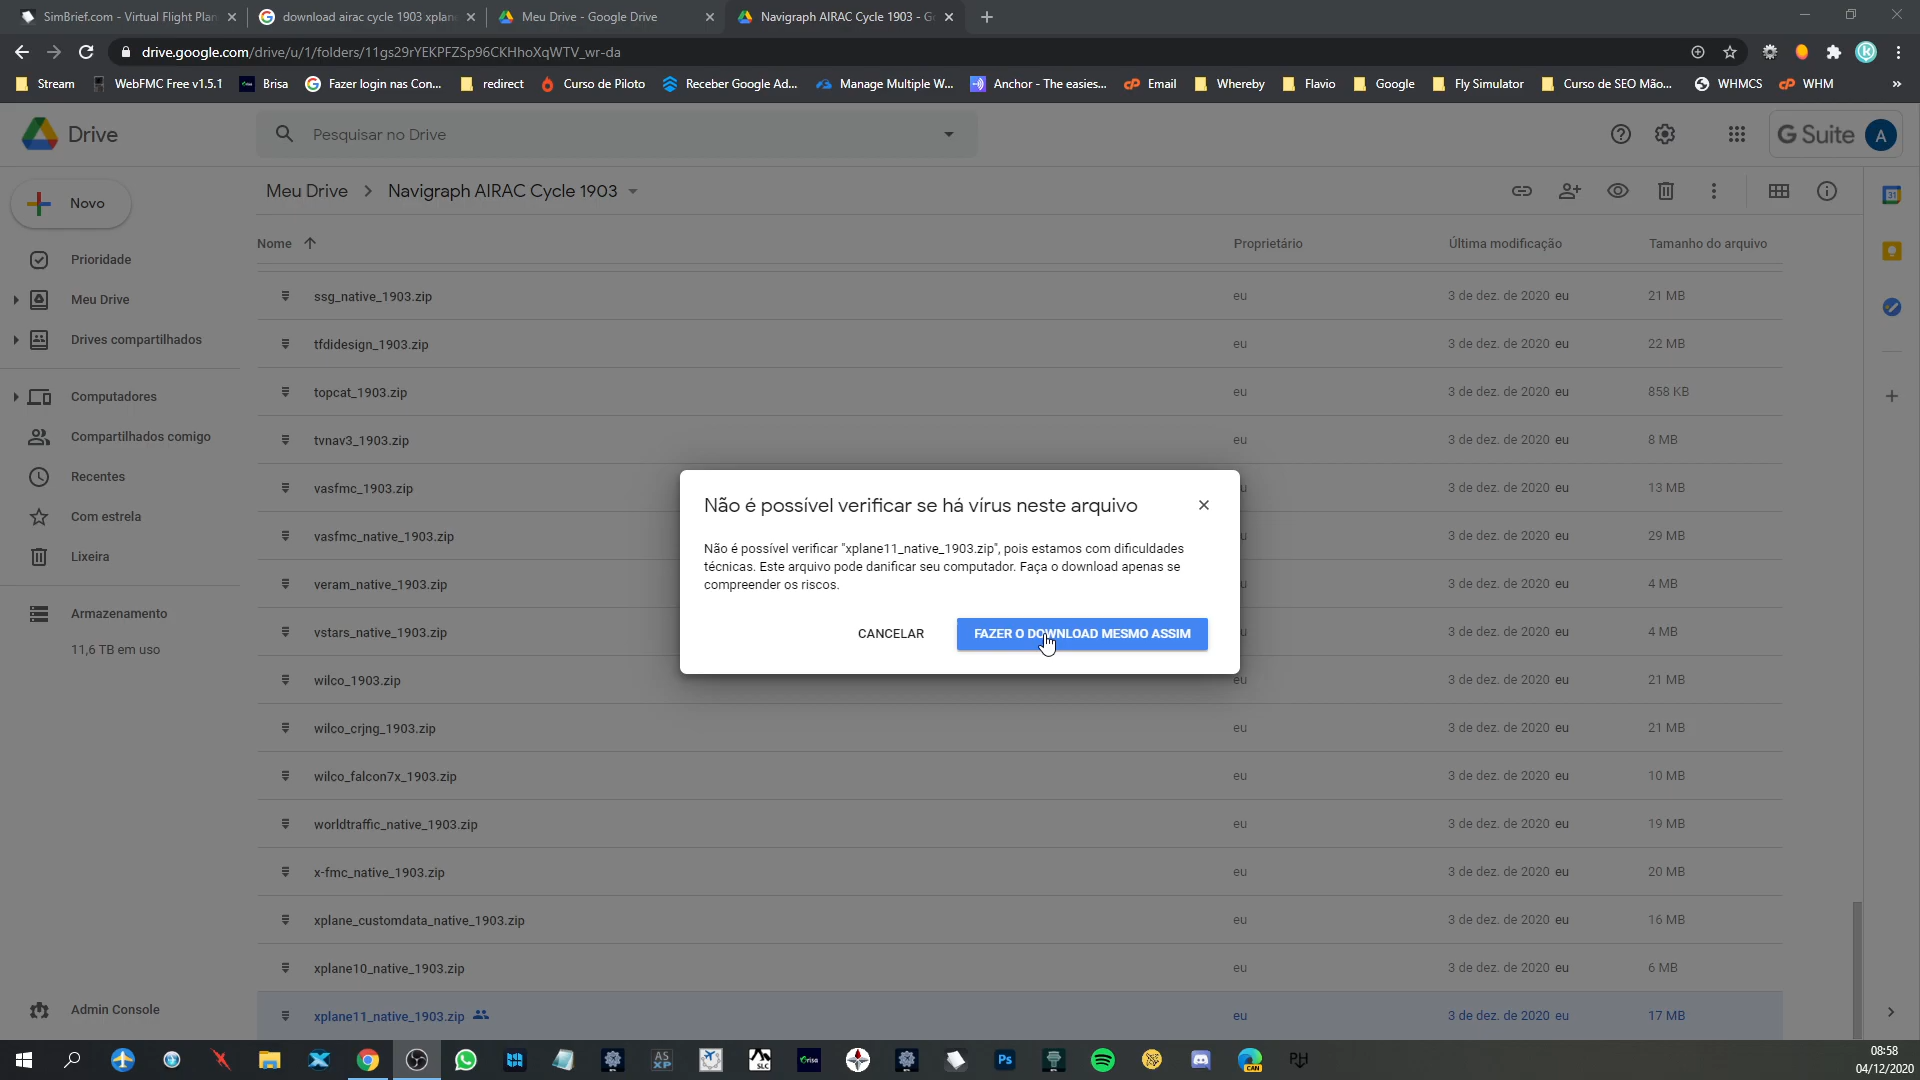 SimBrief.com - Virtual Flight Plan
download airac cycle 1903 xplan
Meu Drive - Google Drive
Navigraph AIRAC Cycle 1903 - G
drive.google.com/drive/u/1/folders/11gs29rYEKPFZSp96CKHhoXqWTV_wr-da
Stream
WebFMC Free v1.5.1
Brisa
Fazer login nas Con...
redirect
Curso de Piloto
Receber Google Ad...
Manage Multiple W...
Anchor - The easies...
Email
Whereby
Flavio
Google
Fly Simulator
Curso de SEO Mão...
WHMCS
WHM
»
Drive
Pesquisar no Drive
G Suite
A
Novo
Meu Drive
Navigraph AIRAC Cycle 1903
Prioridade
Meu Drive
Drives compartilhados
Computadores
Compartilhados comigo
Recentes
Com estrela
Lixeira
Armazenamento
11,6 TB em uso
Admin Console
Nome
Proprietário
Última modificação
Tamanho do arquivo
ssg_native_1903.zip eu 3 de dez. de 2020 eu 21 MB
tfdidesign_1903.zip eu 3 de dez. de 2020 eu 22 MB
topcat_1903.zip eu 3 de dez. de 2020 eu 858 KB
tvnav3_1903.zip eu 3 de dez. de 2020 eu 8 MB
vasfmc_1903.zip 3 de dez. de 2020 eu 13 MB
vasfmc_native_1903.zip 3 de dez. de 2020 eu 29 MB
veram_native_1903.zip 3 de dez. de 2020 eu 4 MB
vstars_native_1903.zip 3 de dez. de 2020 eu 4 MB
wilco_1903.zip eu 3 de dez. de 2020 eu 21 MB
wilco_crjng_1903.zip eu 3 de dez. de 2020 eu 21 MB
wilco_falcon7x_1903.zip eu 3 de dez. de 2020 eu 10 MB
worldtraffic_native_1903.zip eu 3 de dez. de 2020 eu 19 MB
x-fmc_native_1903.zip eu 3 de dez. de 2020 eu 20 MB
xplane_customdata_native_1903.zip eu 3 de dez. de 2020 eu 16 MB
xplane10_native_1903.zip eu 3 de dez. de 2020 eu 6 MB
xplane11_native_1903.zip eu 3 de dez. de 2020 eu 17 MB
Não é possível verificar se há vírus neste arquivo
Não é possível verificar "xplane11_native_1903.zip", pois estamos com dificuldades
técnicas. Este arquivo pode danificar seu computador. Faça o download apenas se
compreender os riscos.
CANCELAR
FAZER O DOWNLOAD MESMO ASSIM
31
AS
XP
SLC
Ps
CAN
PH
08:58
04/12/2020